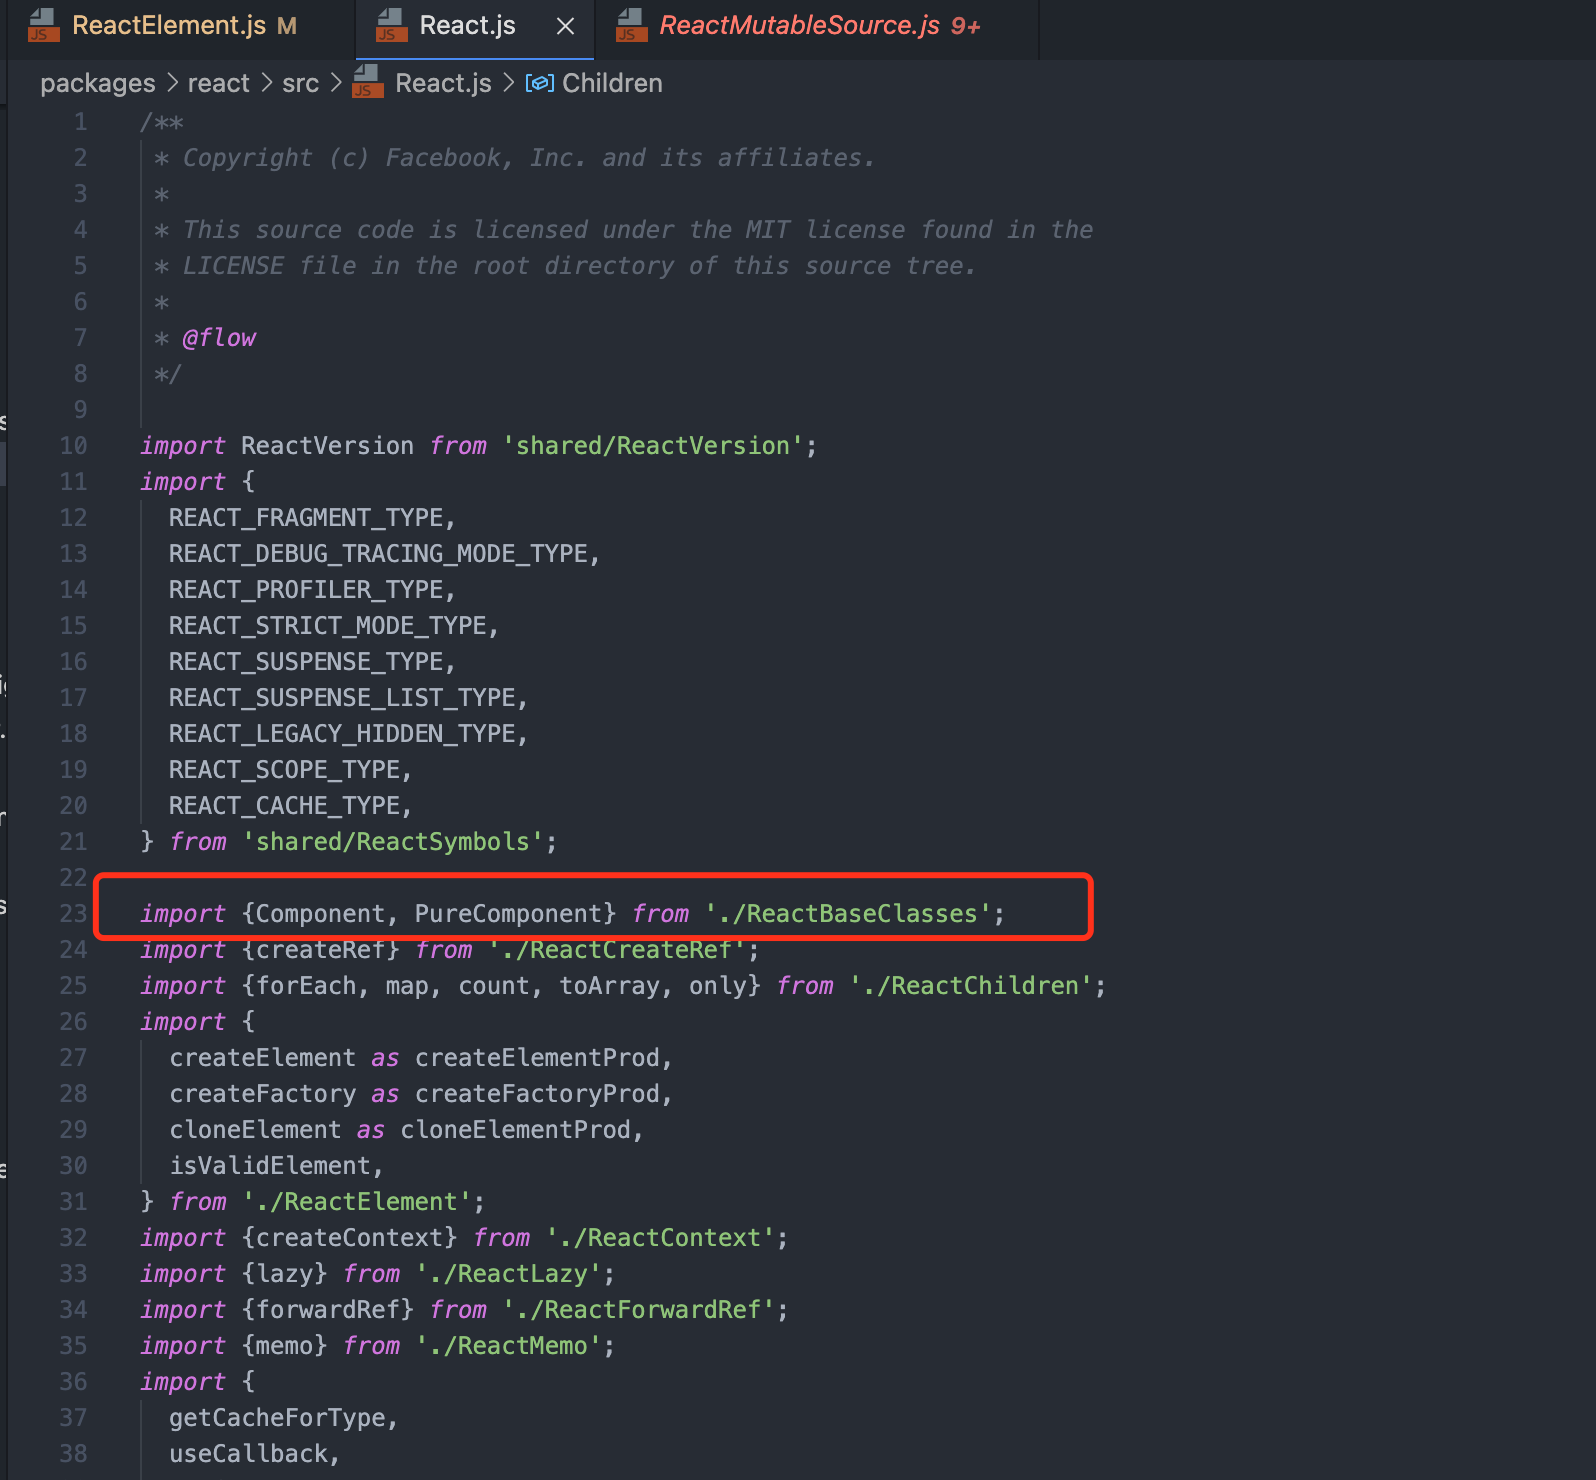 ReactElement.js M
React.js
ReactMutableSource.js 9+
packages > react > src > React.js > Children
1 /**
2 * Copyright (c) Facebook, Inc. and its affiliates.
3 *
4 * This source code is licensed under the MIT license found in the
5 * LICENSE file in the root directory of this source tree.
6 *
7 * @flow
8 */
9
10 import ReactVersion from 'shared/ReactVersion';
11 import {
12 REACT_FRAGMENT_TYPE,
13 REACT_DEBUG_TRACING_MODE_TYPE,
14 REACT_PROFILER_TYPE,
15 REACT_STRICT_MODE_TYPE,
16 REACT_SUSPENSE_TYPE,
17 REACT_SUSPENSE_LIST_TYPE,
18 REACT_LEGACY_HIDDEN_TYPE,
19 REACT_SCOPE_TYPE,
20 REACT_CACHE_TYPE,
21 } from 'shared/ReactSymbols';
22
23 import {Component, PureComponent} from './ReactBaseClasses';
24 import {createRef} from './ReactCreateRef';
25 import {forEach, map, count, toArray, only} from './ReactChildren';
26 import {
27 createElement as createElementProd,
28 createFactory as createFactoryProd,
29 cloneElement as cloneElementProd,
30 isValidElement,
31 } from './ReactElement';
32 import {createContext} from './ReactContext';
33 import {lazy} from './ReactLazy';
34 import {forwardRef} from './ReactForwardRef';
35 import {memo} from './ReactMemo';
36 import {
37 getCacheForType,
38 useCallback,